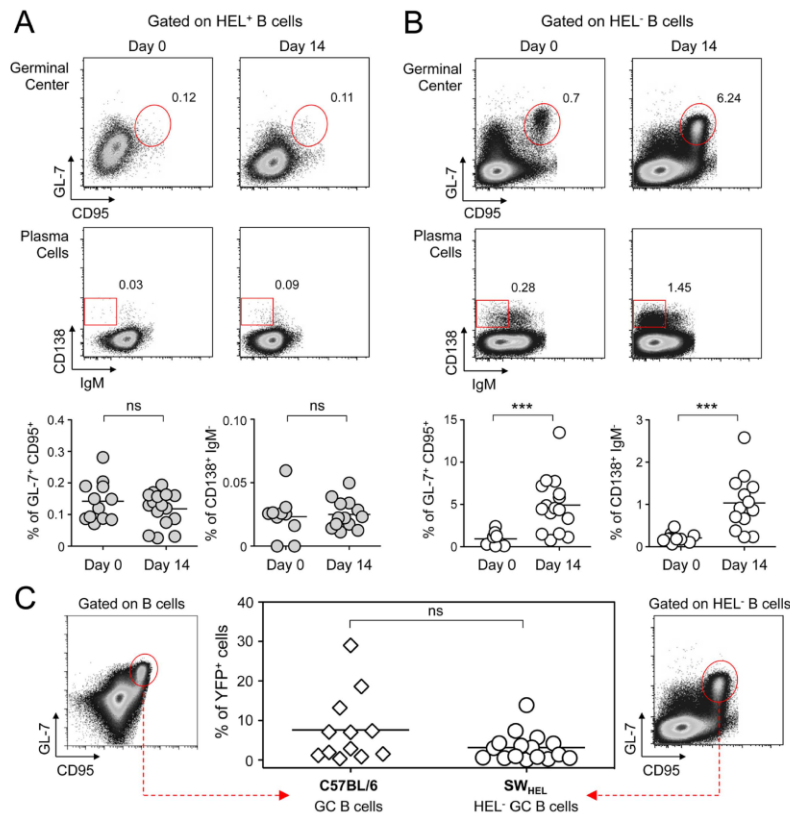 A
Gated on HEL+ B cells
Day 0
Day 14
Germinal
Center
0.12
0.11
GL-7
CD95
Plasma
Cells
0.03
0.09
CD138
IgM
ns
% of GL-7+ CD95+
0.4
0.3
0.2
0.1
0.0
Day 0
Day 14
ns
% of CD138+ IgM-
0.10
0.05
0.00
Day 0
Day 14
B
Gated on HEL- B cells
Day 0
Day 14
Germinal
Center
0.7
6.24
GL-7
CD95
Plasma
Cells
0.28
1.45
CD138
IgM
***
% of GL-7+ CD95+
15
10
5
0
Day 0
Day 14
***
% of CD138+ IgM-
3
2
1
0
Day 0
Day 14
C
Gated on B cells
GL-7
CD95
% of YFP+ cells
40
30
20
10
0
ns
C57BL/6
GC B cells
SWHEL
HEL- GC B cells
Gated on HEL- B cells
GL-7
CD95